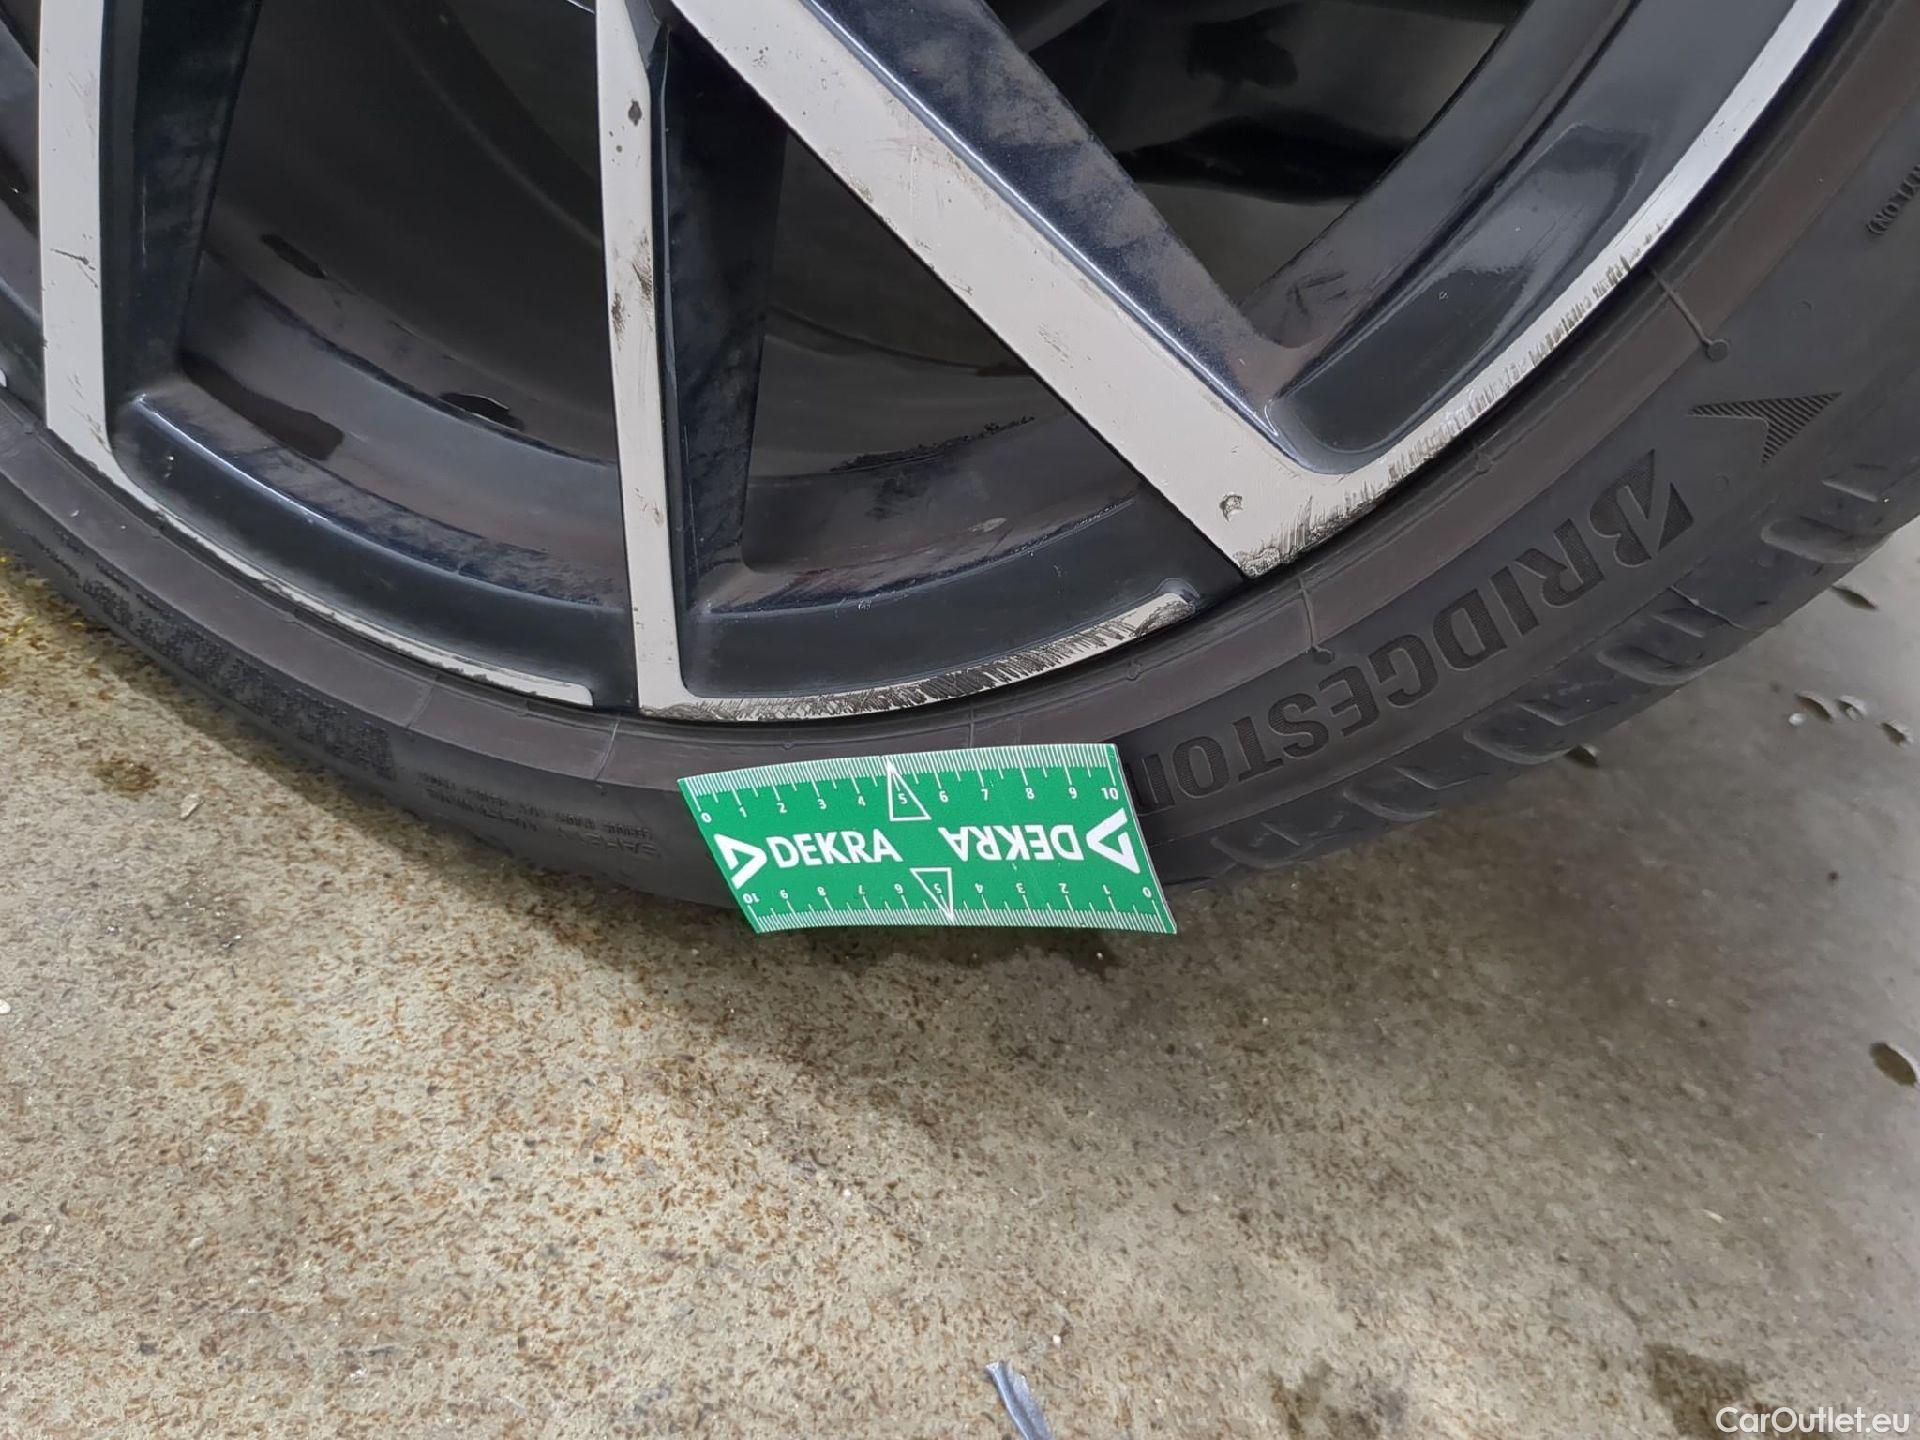 BRIDGESTON
0 1 2 3 4 5 6 7 8 9 10
DEKRA DEKRA
10 9 8 7 6 5 4 3 2 1 0
CarOutlet.eu